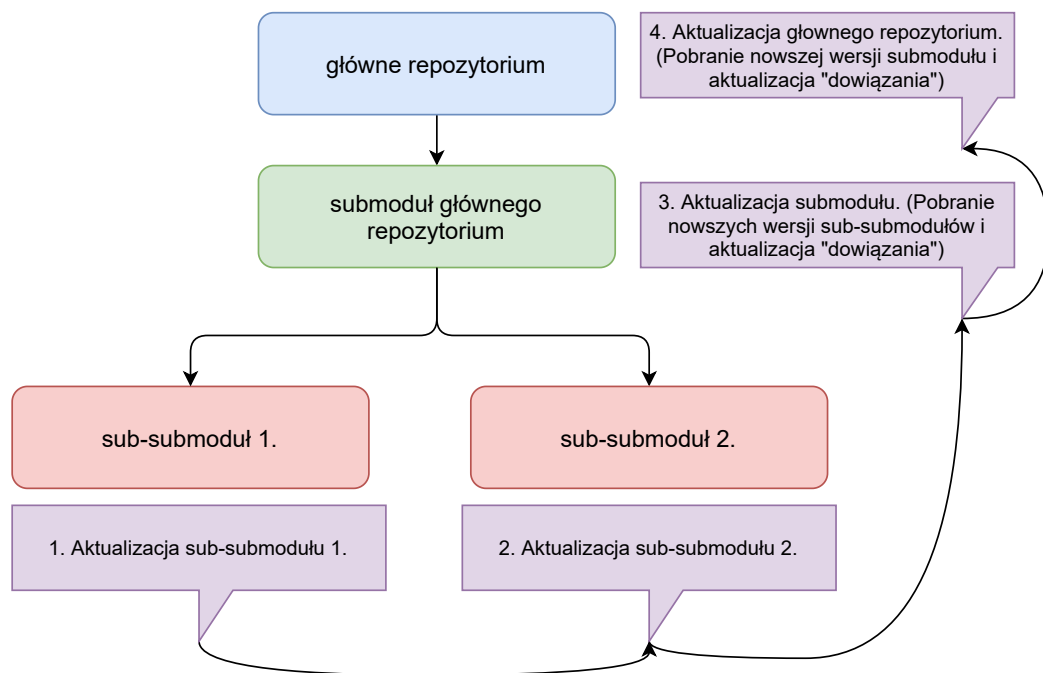 główne repozytorium
4. Aktualizacja głownego repozytorium.
(Pobranie nowszej wersji submodułu i
aktualizacja "dowiązania")
submoduł głównego
repozytorium
3. Aktualizacja submodułu. (Pobranie
nowszych wersji sub-submodułów i
aktualizacja "dowiązania")
sub-submoduł 1.
sub-submoduł 2.
1. Aktualizacja sub-submodułu 1.
2. Aktualizacja sub-submodułu 2.